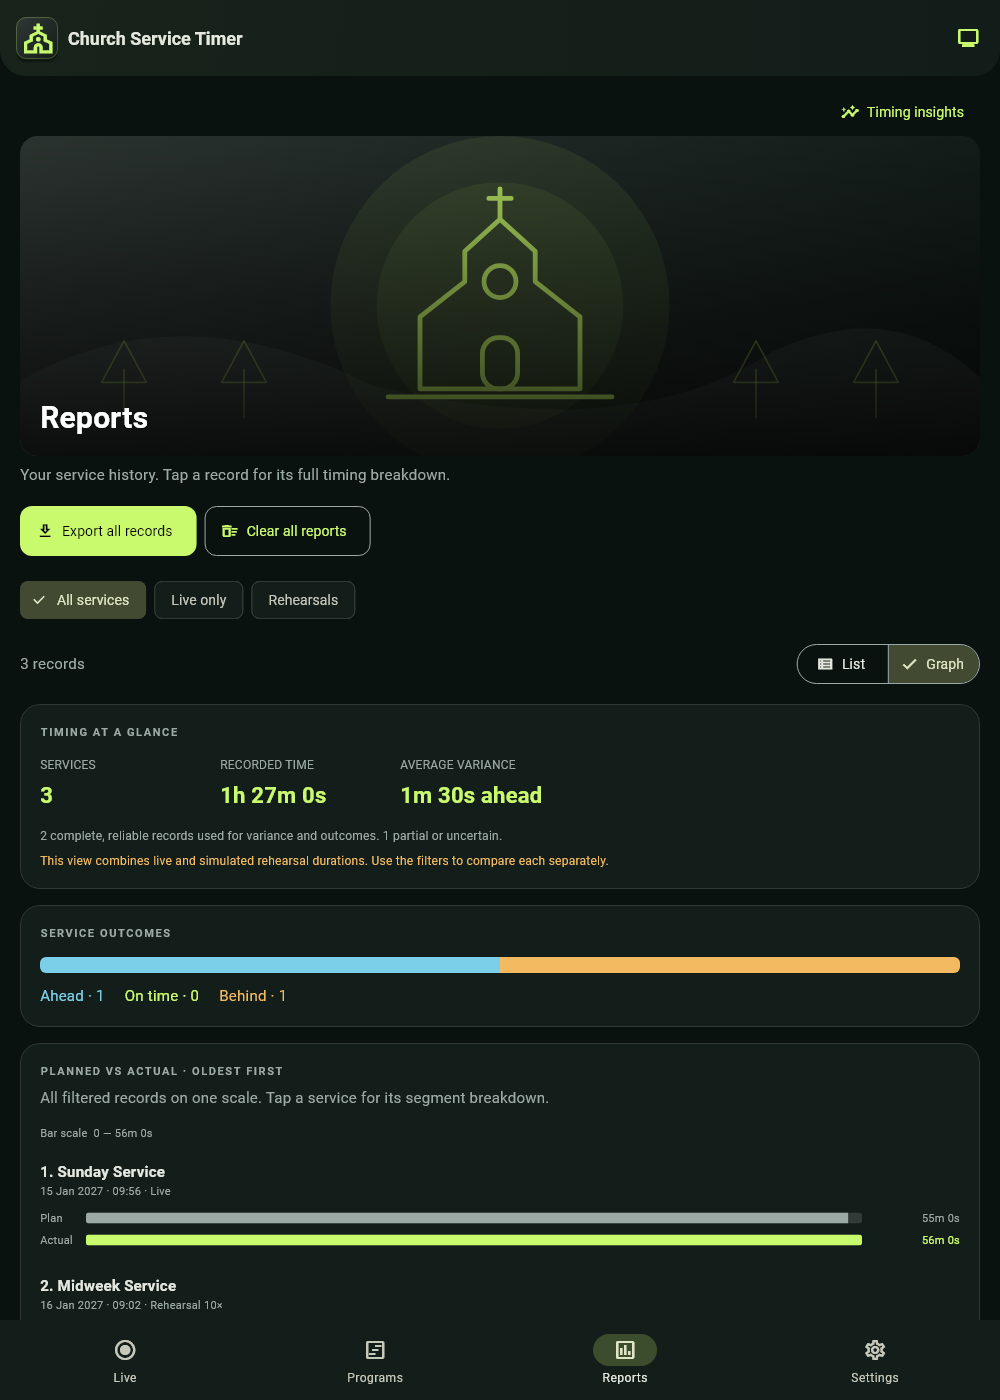 Church Service Timer
Timing insights
Reports
Your service history. Tap a record for its full timing breakdown.
Export all records
Clear all reports
All services
Live only
Rehearsals
3 records
List
Graph
TIMING AT A GLANCE
SERVICES
RECORDED TIME
AVERAGE VARIANCE
3
1h 27m 0s
1m 30s ahead
2 complete, reliable records used for variance and outcomes. 1 partial or uncertain.
This view combines live and simulated rehearsal durations. Use the filters to compare each separately.
SERVICE OUTCOMES
Ahead · 1
On time · 0
Behind · 1
PLANNED VS ACTUAL · OLDEST FIRST
All filtered records on one scale. Tap a service for its segment breakdown.
Bar scale 0 — 56m 0s
1. Sunday Service
15 Jan 2027 · 09:56 · Live
Plan
55m 0s
Actual
56m 0s
2. Midweek Service
16 Jan 2027 · 09:02 · Rehearsal 10×
Live
Programs
Reports
Settings